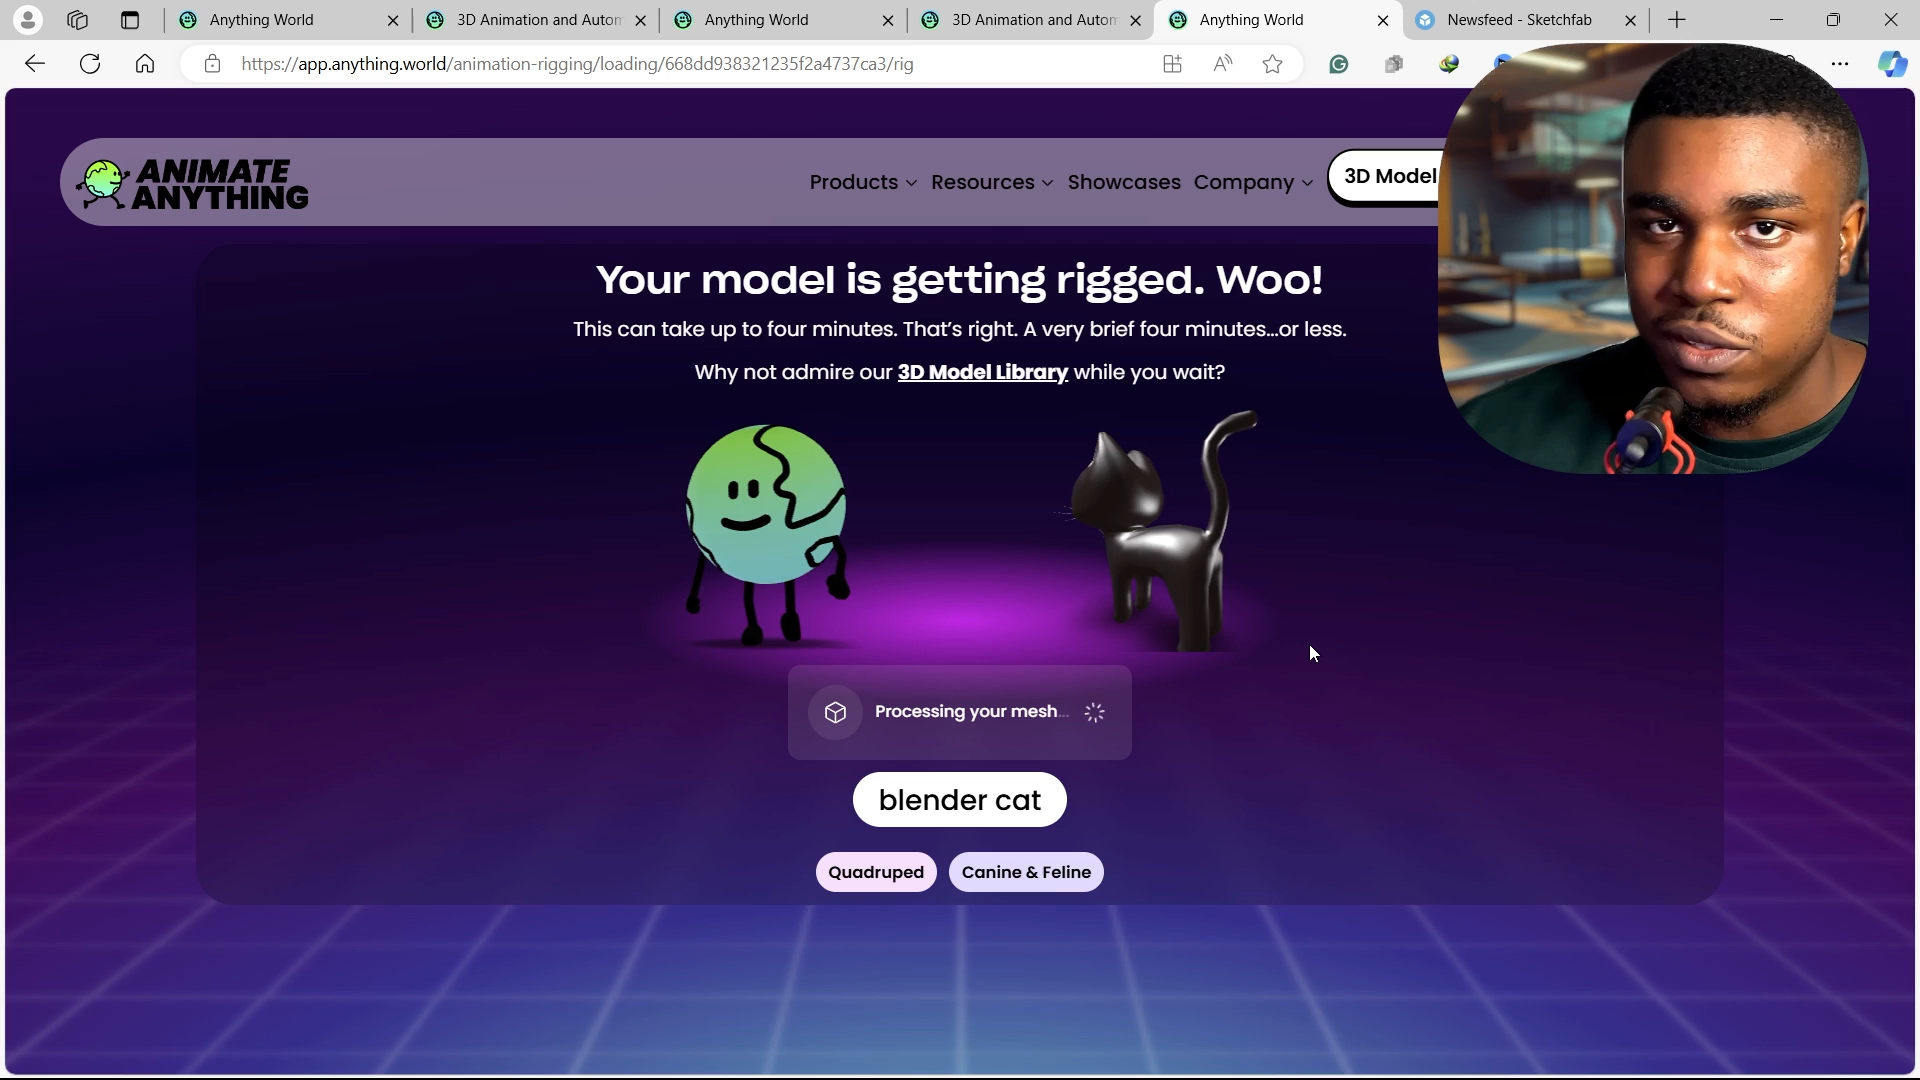 Anything World
3D Animation and Autom
Anything World
3D Animation and Autom
Anything World
Newsfeed - Sketchfab
https://app.anything.world/animation-rigging/loading/668dd938321235f2a4737ca3/rig
ANIMATE
ANYTHING
Products
Resources
Showcases
Company
3D Model
Your model is getting rigged. Woo!
This can take up to four minutes. That's right. A very brief four minutes...or less.
Why not admire our 3D Model Library while you wait?
Processing your mesh...
blender cat
Quadruped
Canine & Feline